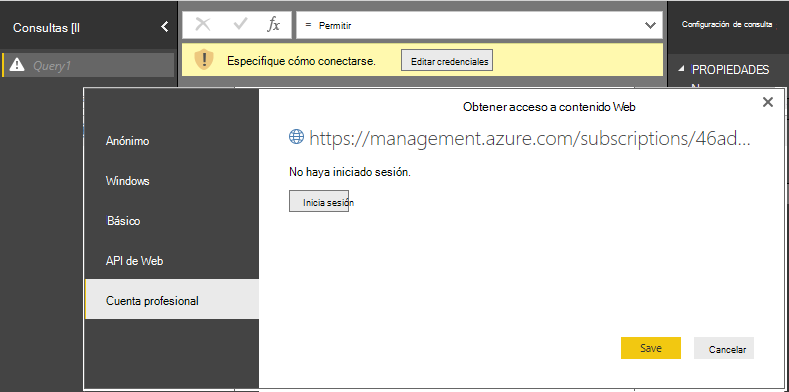 Consultas [II
= Permitir
Configuración de consulta
Query1
Especifique cómo conectarse.
Editar credenciales
PROPIEDADES
Obtener acceso a contenido Web
Anónimo
Windows
Básico
API de Web
Cuenta profesional
https://management.azure.com/subscriptions/46ad...
No haya iniciado sesión.
Inicia sesión
Save
Cancelar